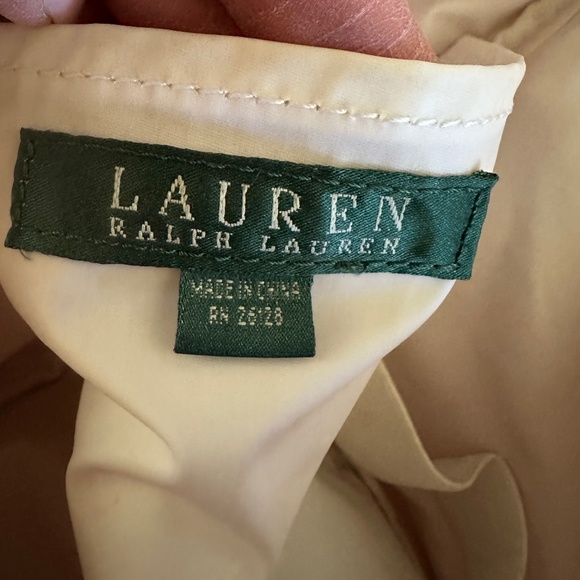 LAUREN
RALPH LAUREN
MADE IN CHINA
RN 26128